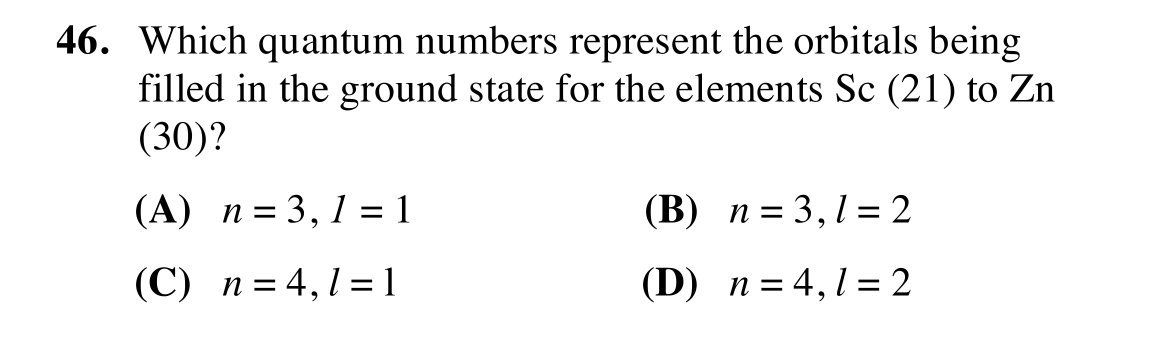 46. Which quantum numbers represent the orbitals being
filled in the ground state for the elements Sc (21) to Zn
(30)?
(A) n = 3, l = 1 (B) n = 3, l = 2
(C) n = 4, l = 1 (D) n = 4, l = 2